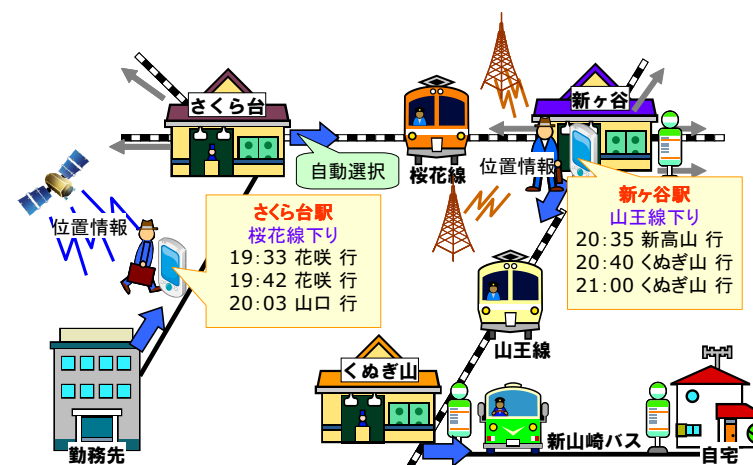 さくら台
新ヶ谷
自動選択
桜花線
位置情報
位置情報
さくら台駅
桜花線下り
19:33 花咲 行
19:42 花咲 行
20:03 山口 行
新ヶ谷駅
山王線下り
20:35 新高山 行
20:40 くぬぎ山 行
21:00 くぬぎ山 行
山王線
くぬぎ山
新山崎バス
勤務先
自宅